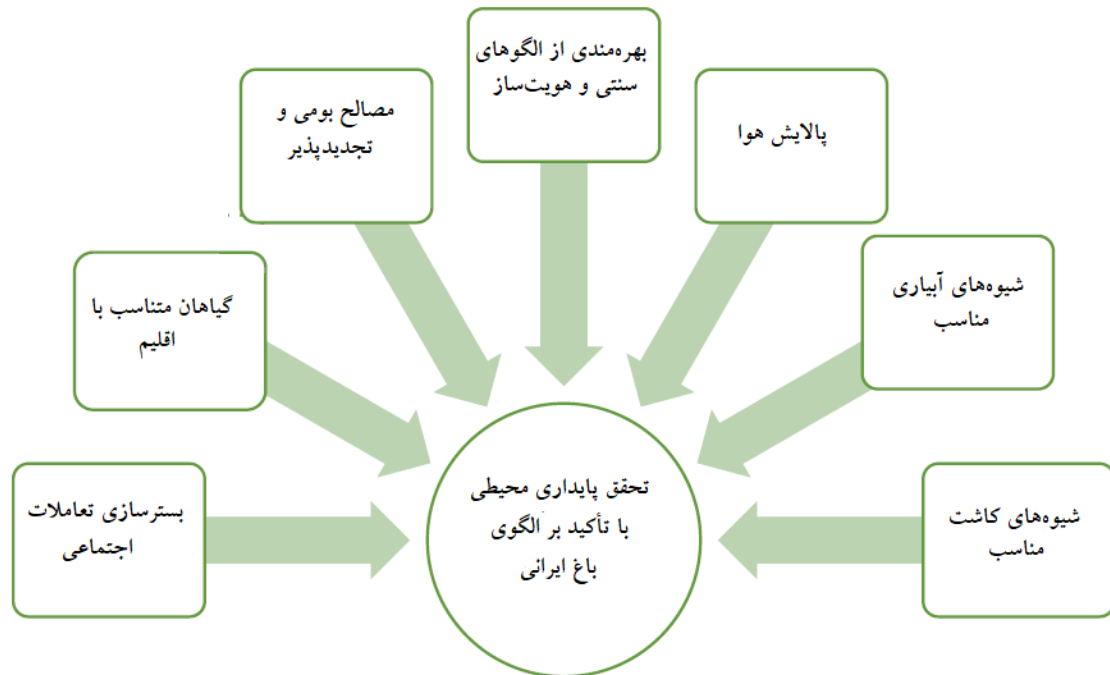 بهره‌مندی از الگوهای
سنتی و هویت‌ساز
پالایش هوا
مصالح بومی و
تجدیدپذیر
شیوه‌های آبیاری
مناسب
گیاهان متناسب با
اقلیم
شیوه‌های کاشت
مناسب
بسترسازی تعاملات
اجتماعی
تحقق پایداری محیطی
با تأکید بر الگوی
باغ ایرانی